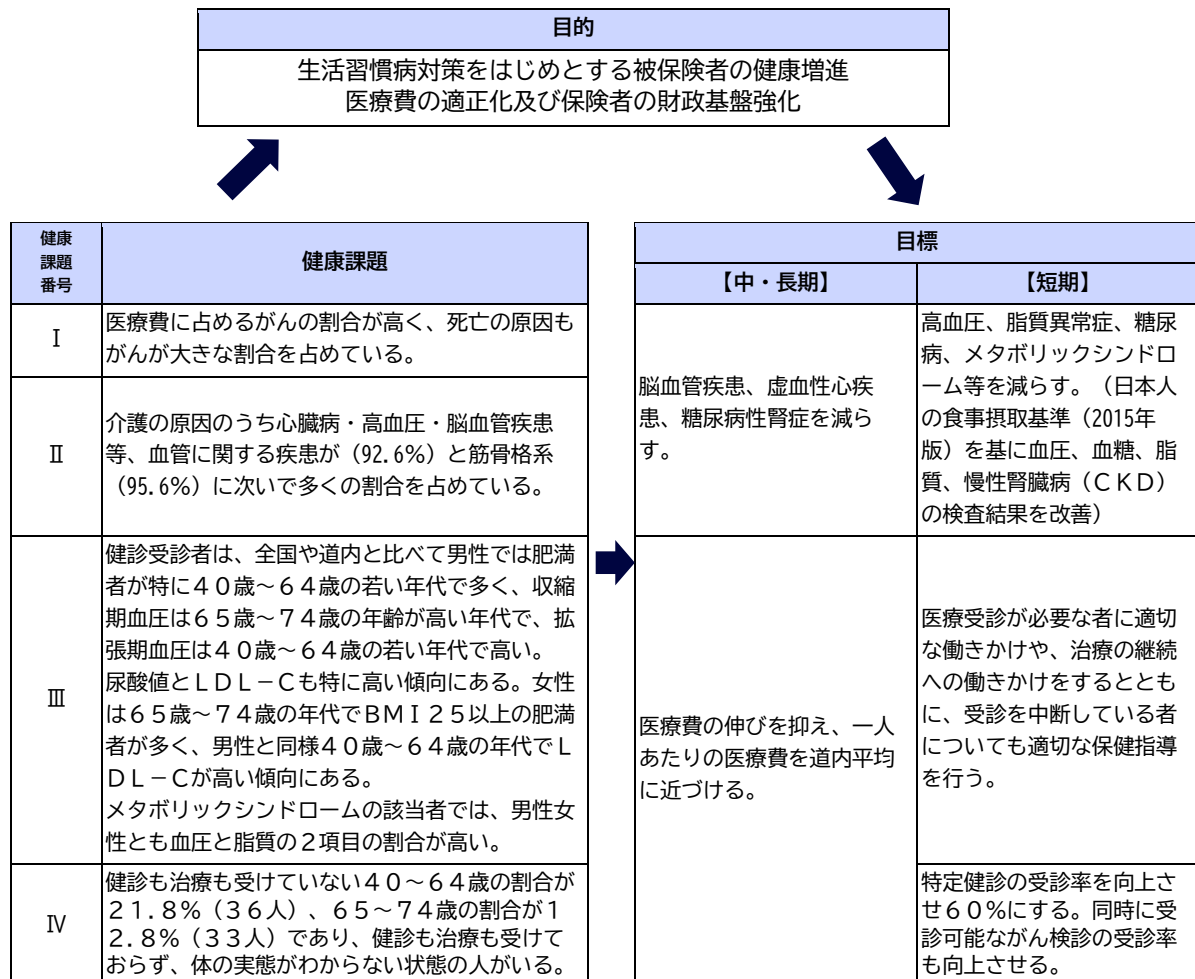 目的
生活習慣病対策をはじめとする被保険者の健康増進
医療費の適正化及び保険者の財政基盤強化
健康
課題
番号
健康課題
Ⅰ
医療費に占めるがんの割合が高く、死亡の原因も
がんが大きな割合を占めている。
Ⅱ
介護の原因のうち心臓病・高血圧・脳血管疾患
等、血管に関する疾患が（92.6％）と筋骨格系
（95.6％）に次いで多くの割合を占めている。
Ⅲ
健診受診者は、全国や道内と比べて男性では肥満
者が特に４０歳～６４歳の若い年代で多く、収縮
期血圧は６５歳～７４歳の年齢が高い年代で、拡
張期血圧は４０歳～６４歳の若い年代で高い。
尿酸値とＬＤＬ－Ｃも特に高い傾向にある。女性
は６５歳～７４歳の年代でＢＭＩ２５以上の肥満
者が多く、男性と同様４０歳～６４歳の年代でＬ
ＤＬ－Ｃが高い傾向にある。
メタボリックシンドロームの該当者では、男性女
性とも血圧と脂質の２項目の割合が高い。
Ⅳ
健診も治療も受けていない４０～６４歳の割合が
２１．８％（３６人）、６５～７４歳の割合が１
２．８％（３３人）であり、健診も治療も受けて
おらず、体の実態がわからない状態の人がいる。
目標
【中・長期】
【短期】
脳血管疾患、虚血性心疾
患、糖尿病性腎症を減ら
す。
高血圧、脂質異常症、糖尿
病、メタボリックシンドロ
ーム等を減らす。（日本人
の食事摂取基準（2015年
版）を基に血圧、血糖、脂
質、慢性腎臓病（ＣＫＤ）
の検査結果を改善）
医療費の伸びを抑え、一人
あたりの医療費を道内平均
に近づける。
医療受診が必要な者に適切
な働きかけや、治療の継続
への働きかけをするととも
に、受診を中断している者
についても適切な保健指導
を行う。
特定健診の受診率を向上さ
せ６０％にする。同時に受
診可能ながん検診の受診率
も向上させる。